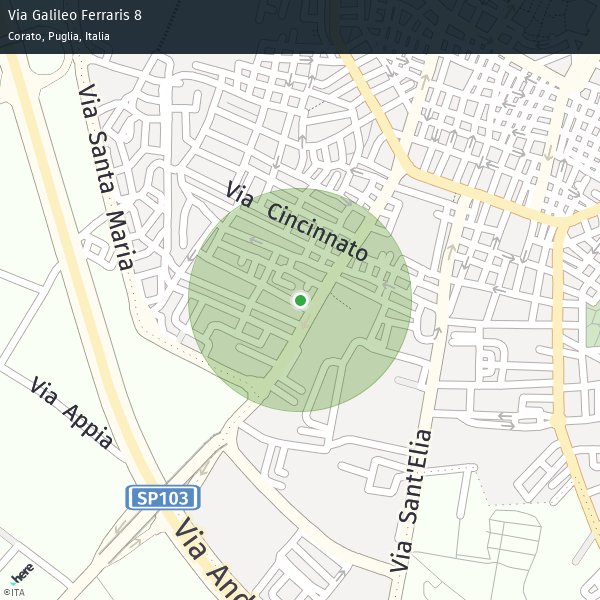 Via Galileo Ferraris 8
Corato, Puglia, Italia
Via Santa Maria
Via Cincinnato
Via Appia
SP103
Via And
Via Sant'Elia
here
©ITA